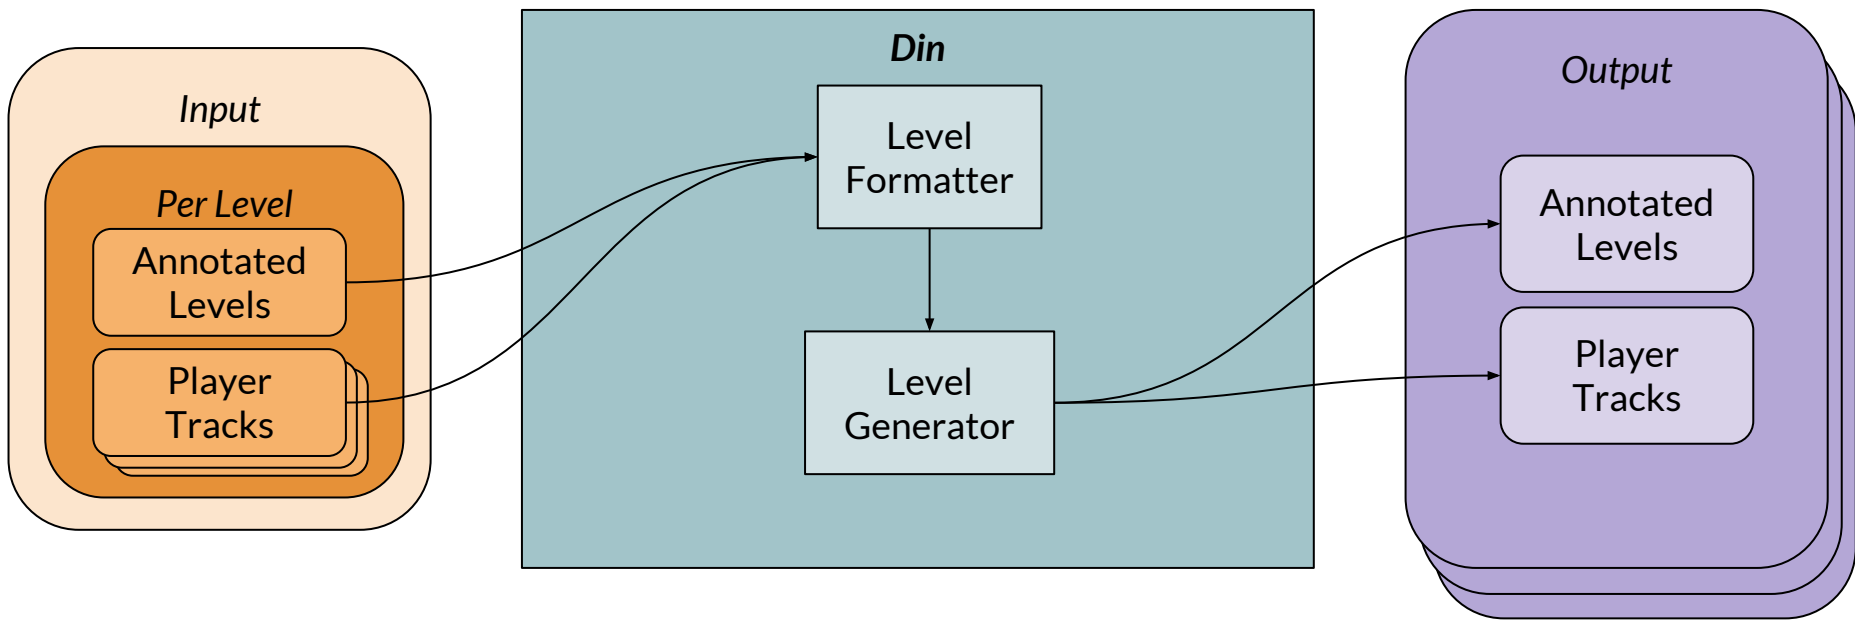 Input
Per Level
Annotated
Levels
Player
Tracks
Din
Level
Formatter
Level
Generator
Output
Annotated
Levels
Player
Tracks